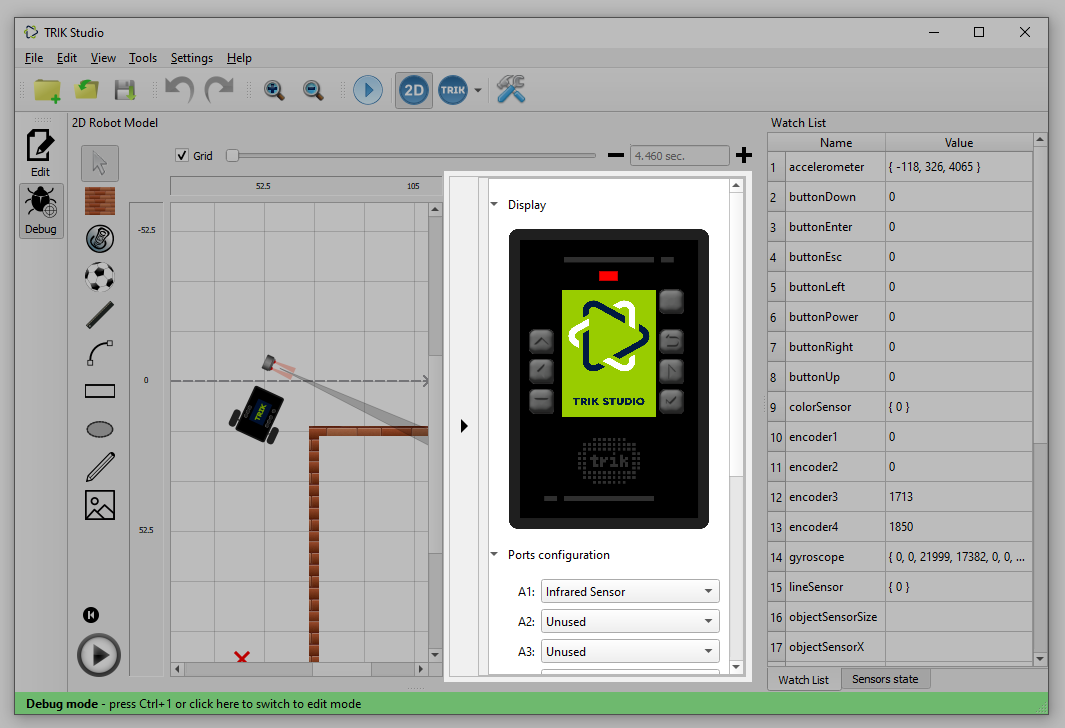 TRIK Studio
File Edit View Tools Settings Help
2D TRIK
2D Robot Model
Watch List
Edit
Debug
Grid
4.460 sec.
52.5 105
-52.5
0
52.5
TRIK
Display
TRIK STUDIO
trik
Ports configuration
A1: Infrared Sensor
A2: Unused
A3: Unused
Name Value
1 accelerometer { -118, 326, 4065 }
2 buttonDown 0
3 buttonEnter 0
4 buttonEsc 0
5 buttonLeft 0
6 buttonPower 0
7 buttonRight 0
8 buttonUp 0
9 colorSensor { 0 }
10 encoder1 0
11 encoder2 0
12 encoder3 1713
13 encoder4 1850
14 gyroscope { 0, 0, 21999, 17382, 0, 0, ...
15 lineSensor { 0 }
16 objectSensorSize
17 objectSensorX
Watch List Sensors state
Debug mode - press Ctrl+1 or click here to switch to edit mode